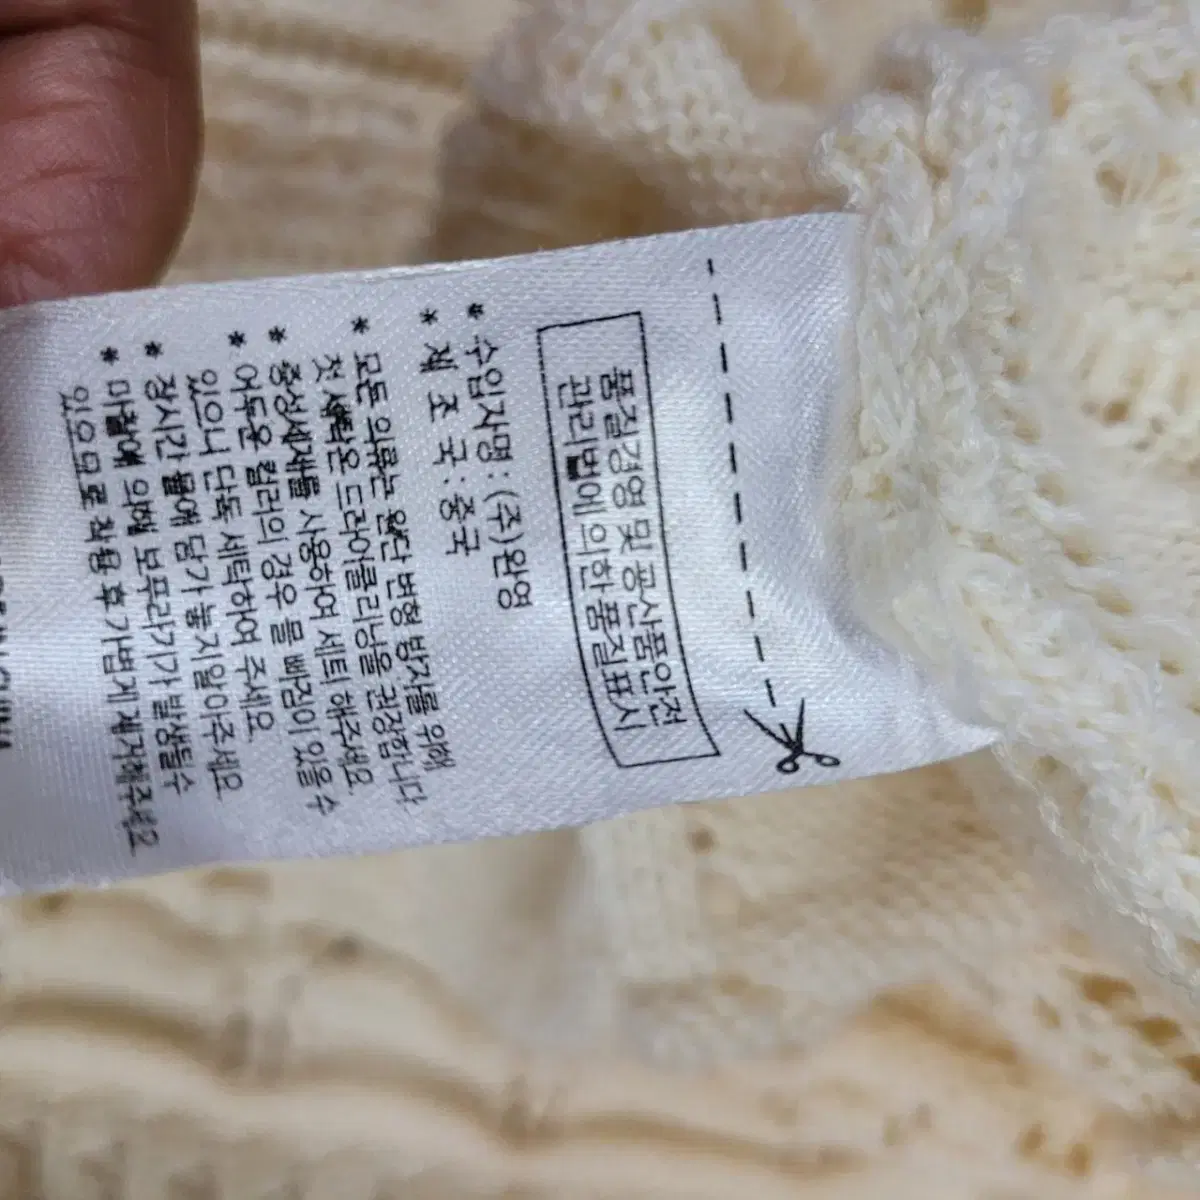 품질경영 및 공산품안전
관리법에 의한 품질표시
* 수입자명 : (주)완영
* 제 조 국 : 중국
* 모든 의류는 원단 변형 방지를 위해
첫 세탁은 드라이클리닝을 권장합니다
* 중성세제를 사용하여 세티 해주세요
* 어두운 컬러의 경우 물 빠짐이 있을수
있으니 단독 세탁하여 주세요
* 장시간 물에 담가 놓지말아주세요
* 마찰에 의해 보푸라기가 발생될수
있으므로 착용 후 가볍게 제거해주세요